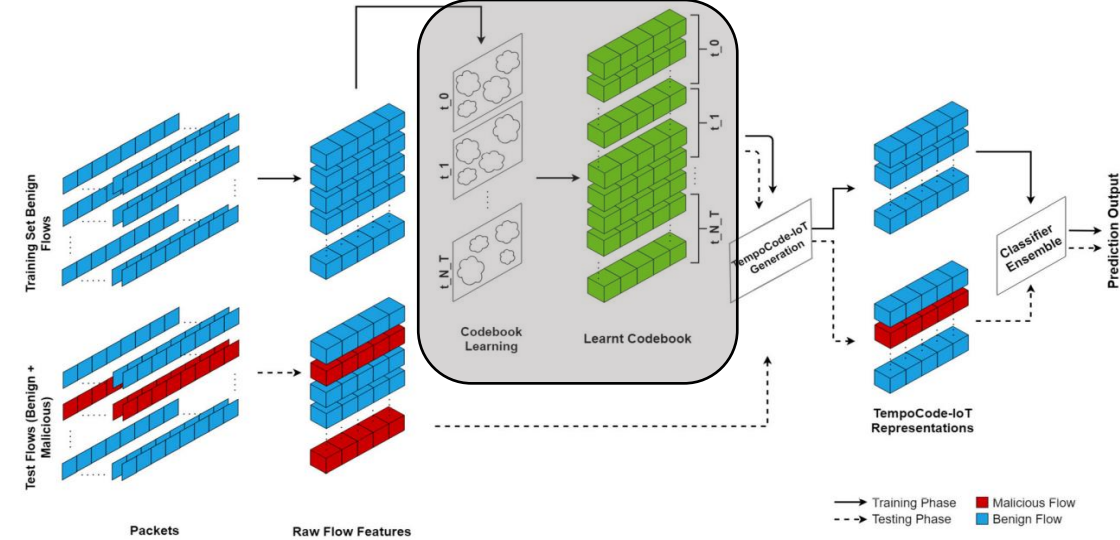 Training Set Benign
Flows
Test Flows (Benign +
Malicious)
Packets
Raw Flow Features
t_0
t_1
t_N_T
Codebook
Learning
t_0
t_1
t_N_T
Learnt Codebook
TempoCode-IoT
Generation
TempoCode-IoT
Representations
Classifier
Ensemble
Prediction Output
Training Phase
Testing Phase
Malicious Flow
Benign Flow